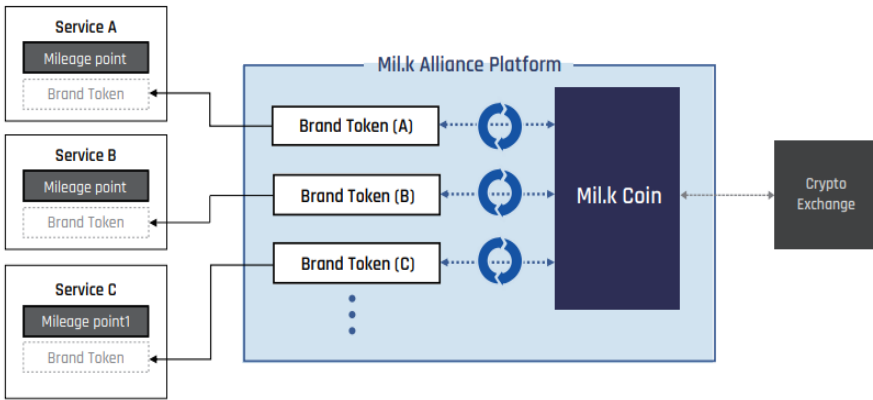 Service A
Mileage point
Brand Token
Service B
Mileage point
Brand Token
Service C
Mileage point1
Brand Token
Mil.k Alliance Platform
Brand Token (A)
Brand Token (B)
Brand Token (C)
Mil.k Coin
Crypto
Exchange